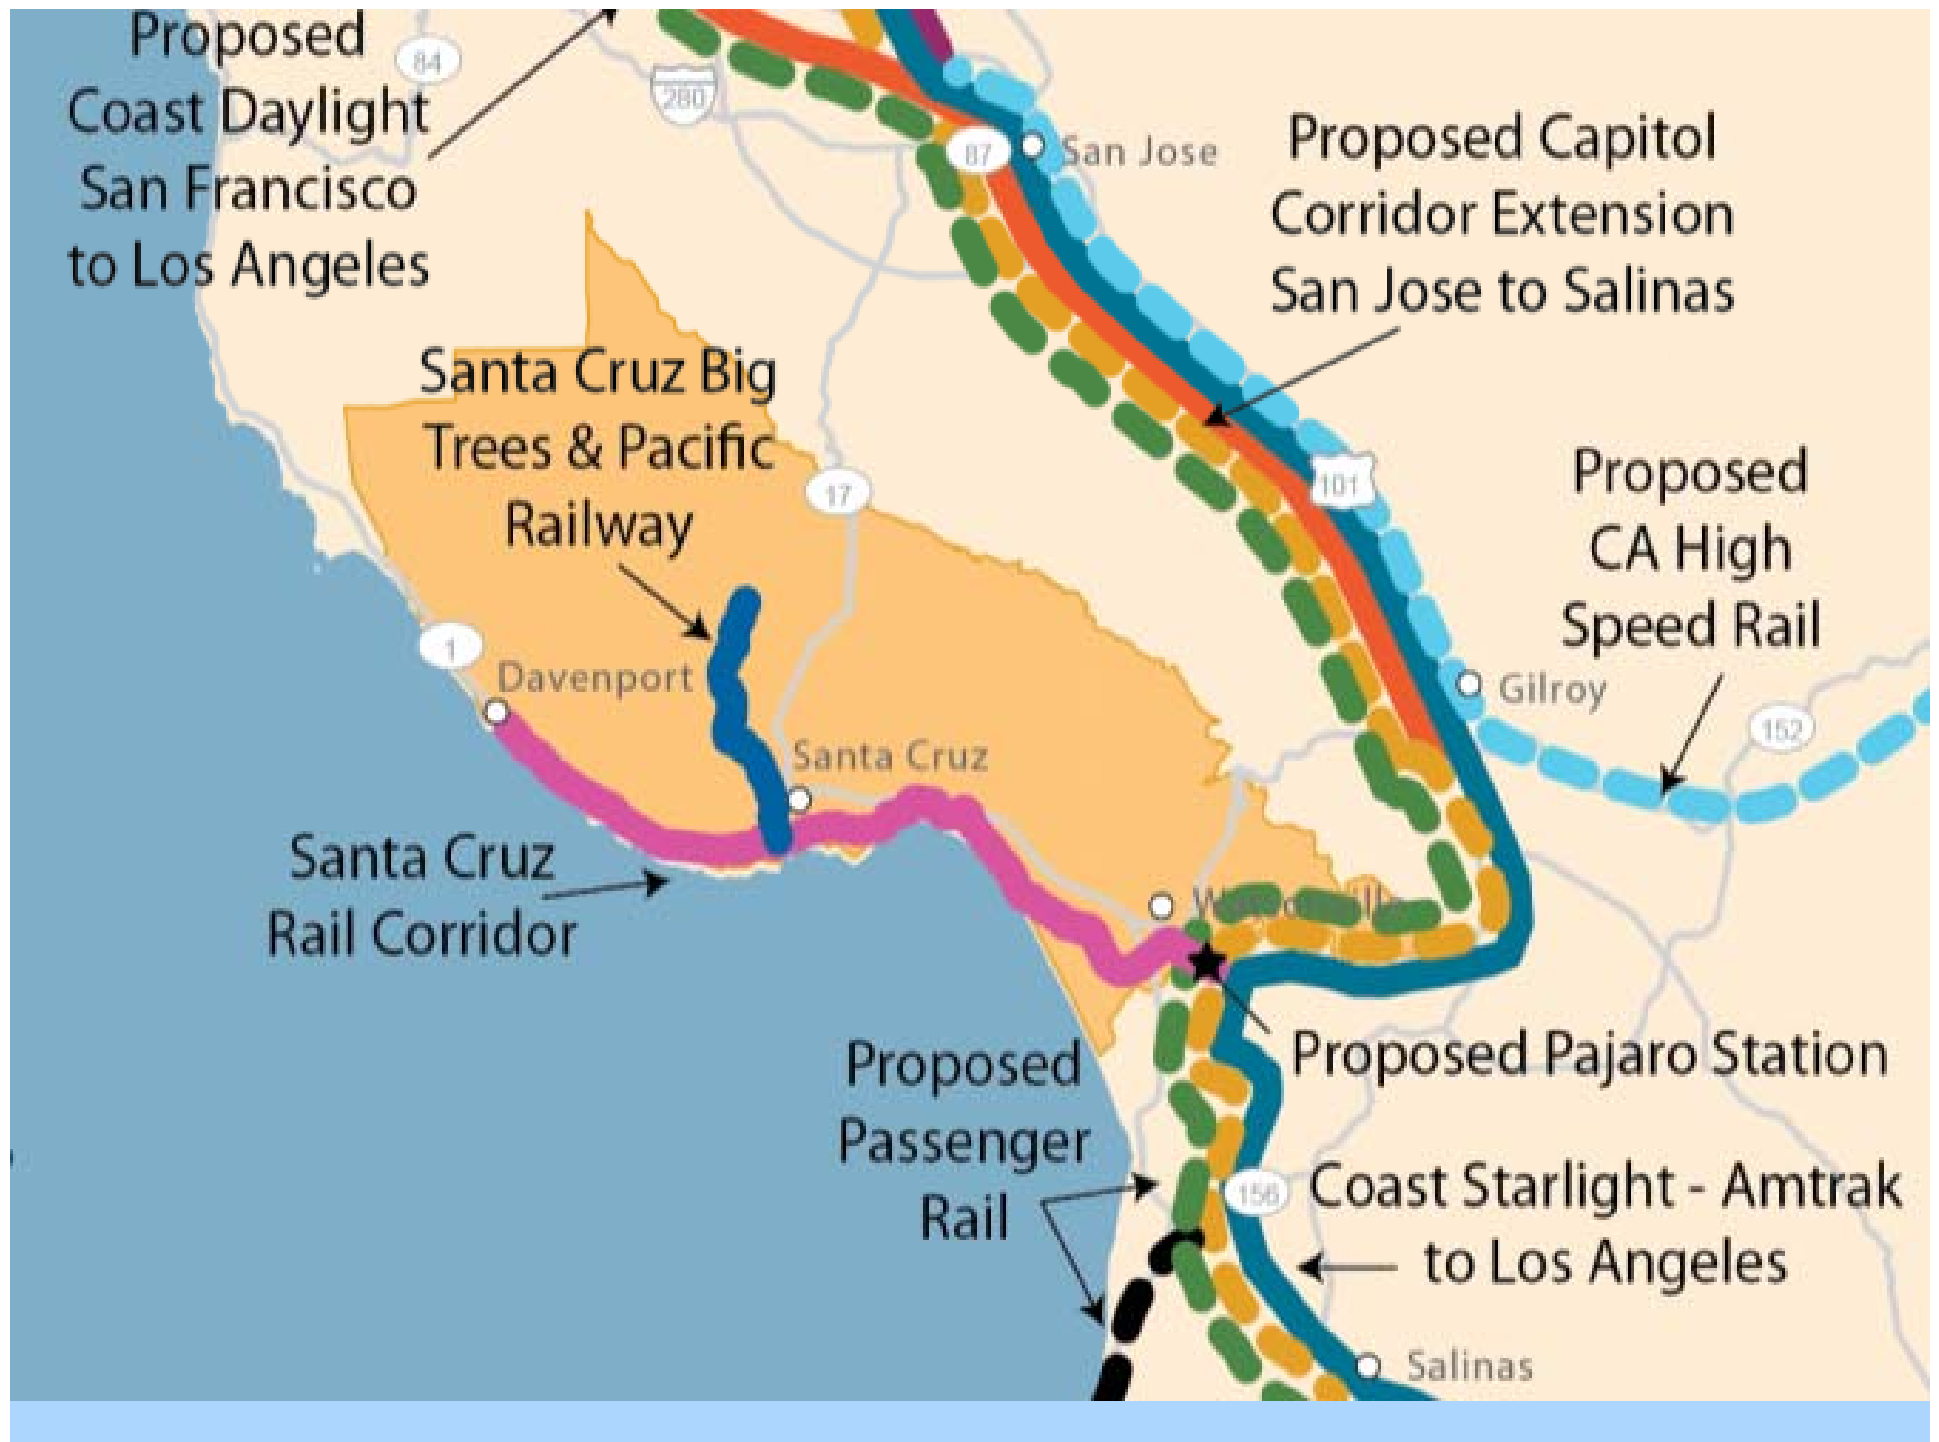 Proposed
Coast Daylight
San Francisco
to Los Angeles
84
280
87
San Jose
Proposed Capitol
Corridor Extension
San Jose to Salinas
Santa Cruz Big
Trees & Pacific
Railway
17
101
Proposed
CA High
Speed Rail
1
Davenport
Gilroy
152
Santa Cruz
Santa Cruz
Rail Corridor
Watsonville
Proposed Pajaro Station
Proposed
Passenger
Rail
156
Coast Starlight - Amtrak
to Los Angeles
Salinas